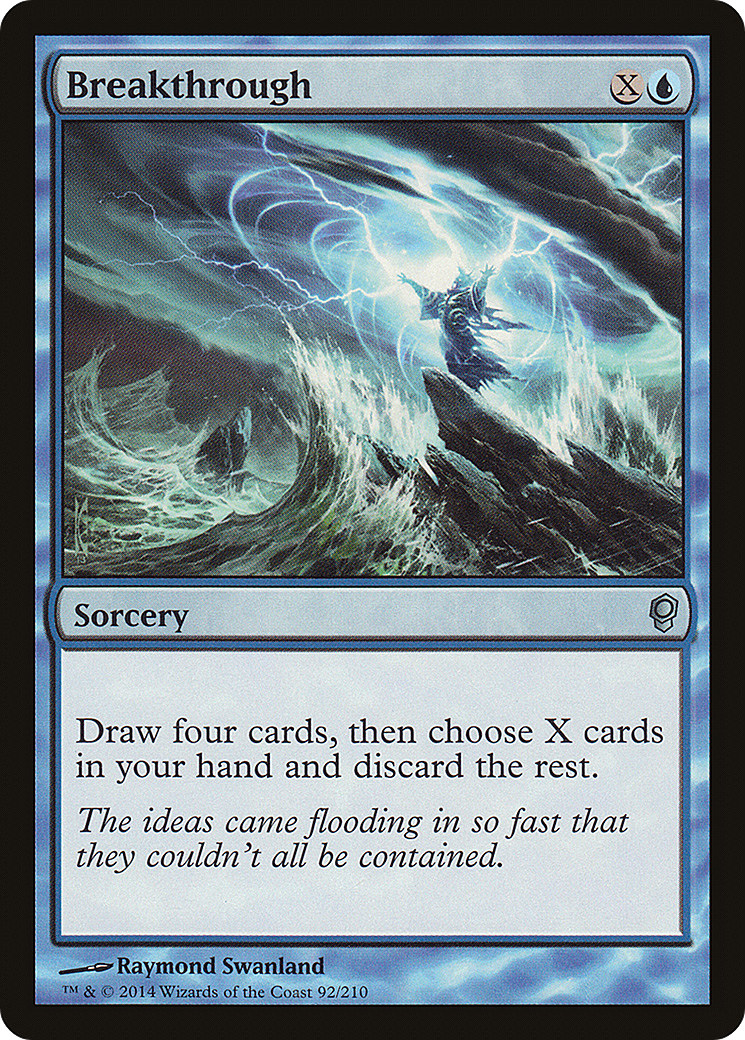 Breakthrough X
Sorcery
Draw four cards, then choose X cards
in your hand and discard the rest.
The ideas came flooding in so fast that
they couldn't all be contained.
Raymond Swanland
™ & © 2014 Wizards of the Coast 92/210